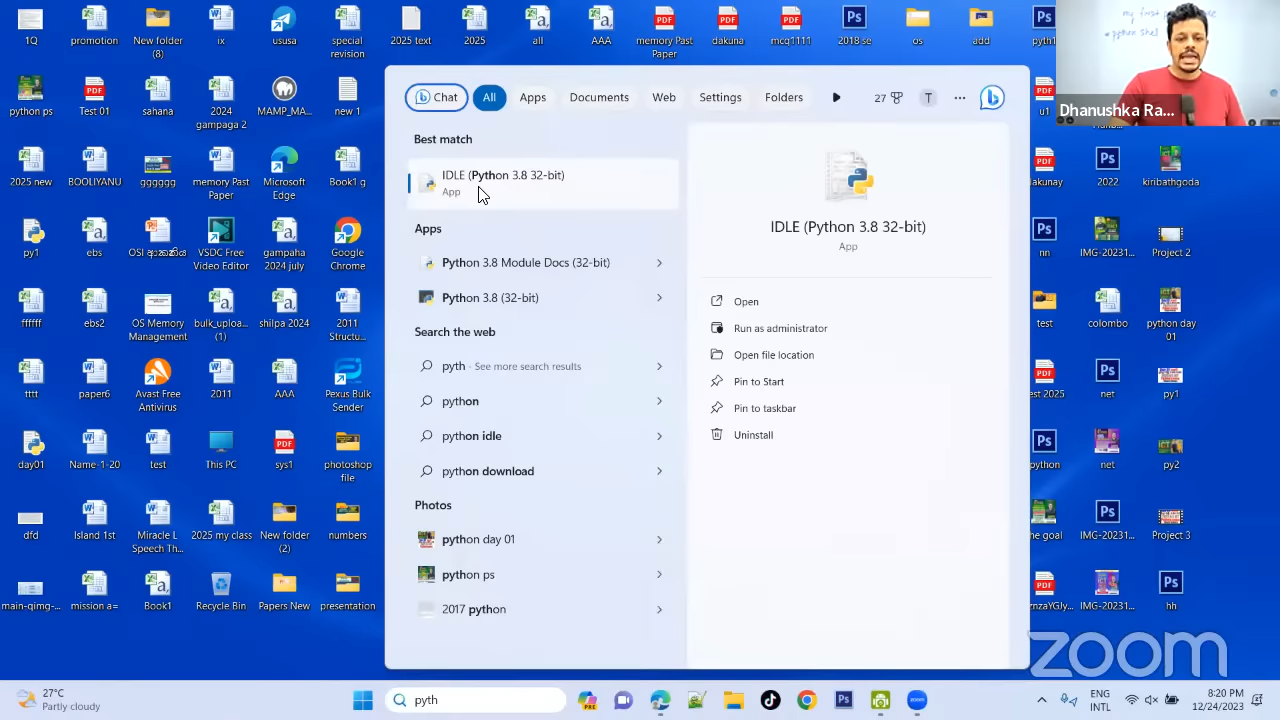 1Q
promotion
New folder
(8)
ix
ususa
special
revision
2025 text
2025
all
AAA
memory Past
Paper
dakuna
mcq1111
2018 se
os
add
pyth1
python ps
Test 01
sahana
2024
gampaga 2
MAMP_MA...
new 1
u1
2025 new
BOOLIYANU
gggggg
memory Past
Paper
Microsoft
Edge
Book1 g
2022
kiribathgoda
py1
ebs
VSDC Free
Video Editor
gampaha
2024 july
Google
Chrome
nn
IMG-20231...
Project 2
ffffff
ebs2
OS Memory
Management
bulk_uploa...
(1)
shilpa 2024
2011
Structu...
test
colombo
python day
01
tttt
paper6
Avast Free
Antivirus
2011
AAA
Pexus Bulk
Sender
est 2025
net
py1
day01
Name-1-20
test
This PC
sys1
photoshop
file
python
net
py2
dfd
Island 1st
Miracle L
Speech Th...
2025 my class
New folder
(2)
numbers
he goal
IMG-20231...
Project 3
main-qimg-...
mission a=
Book1
Recycle Bin
Papers New
presentation
IMG-20231...
hh
Chat
All
Apps
Documents
Web
Settings
Folders
27
T
Best match
IDLE (Python 3.8 32-bit)
App
Apps
Python 3.8 Module Docs (32-bit)
Python 3.8 (32-bit)
Search the web
pyth - See more search results
python
python idle
python download
Photos
python day 01
python ps
2017 python
IDLE (Python 3.8 32-bit)
App
Open
Run as administrator
Open file location
Pin to Start
Pin to taskbar
Uninstall
Dhanushka Ra...
zoom
27°C
Partly cloudy
pyth
ENG
INTL
8:20 PM
12/24/2023